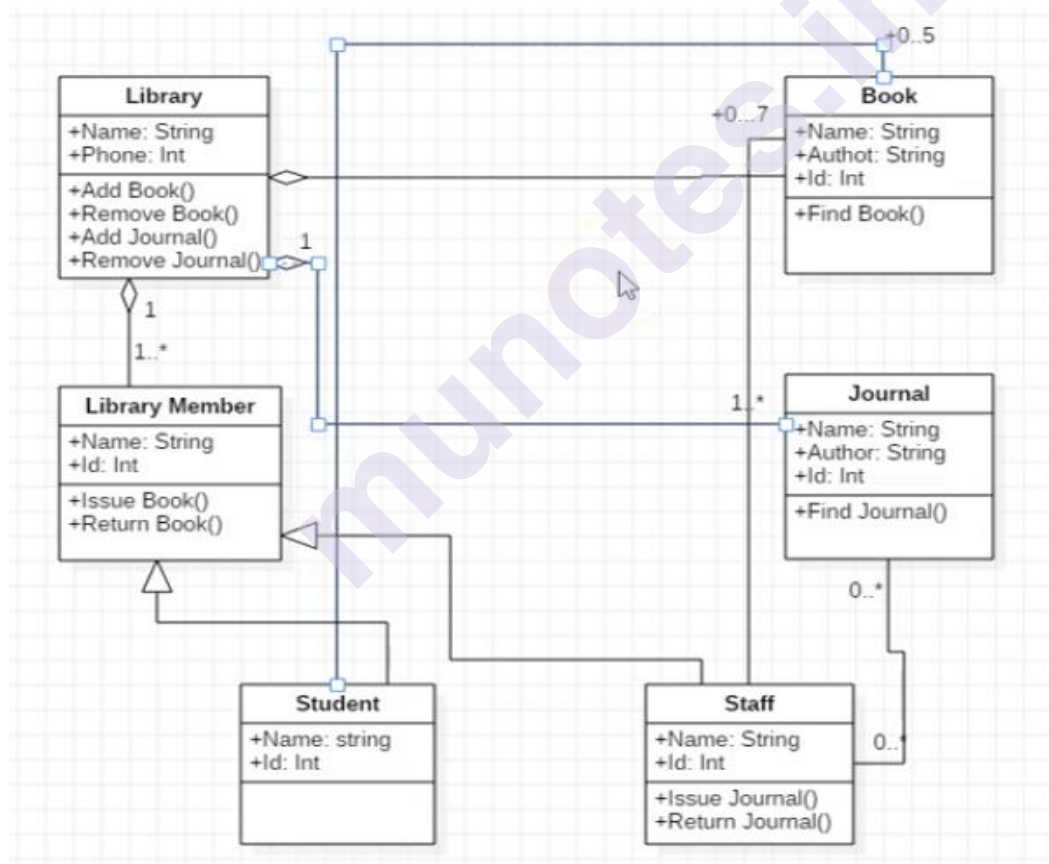 +0..5
Library
+Name: String
+Phone: Int
+Add Book()
+Remove Book()
+Add Journal()
+Remove Journal()
1
1
1..*
+0...7
Book
+Name: String
+Authot: String
+Id: Int
+Find Book()
Library Member
+Name: String
+Id: Int
+Issue Book()
+Return Book()
1..*
Journal
+Name: String
+Author: String
+Id: Int
+Find Journal()
0..*
0..*
Student
+Name: string
+Id: Int
Staff
+Name: String
+Id: Int
+Issue Journal()
+Return Journal()
munotes.in